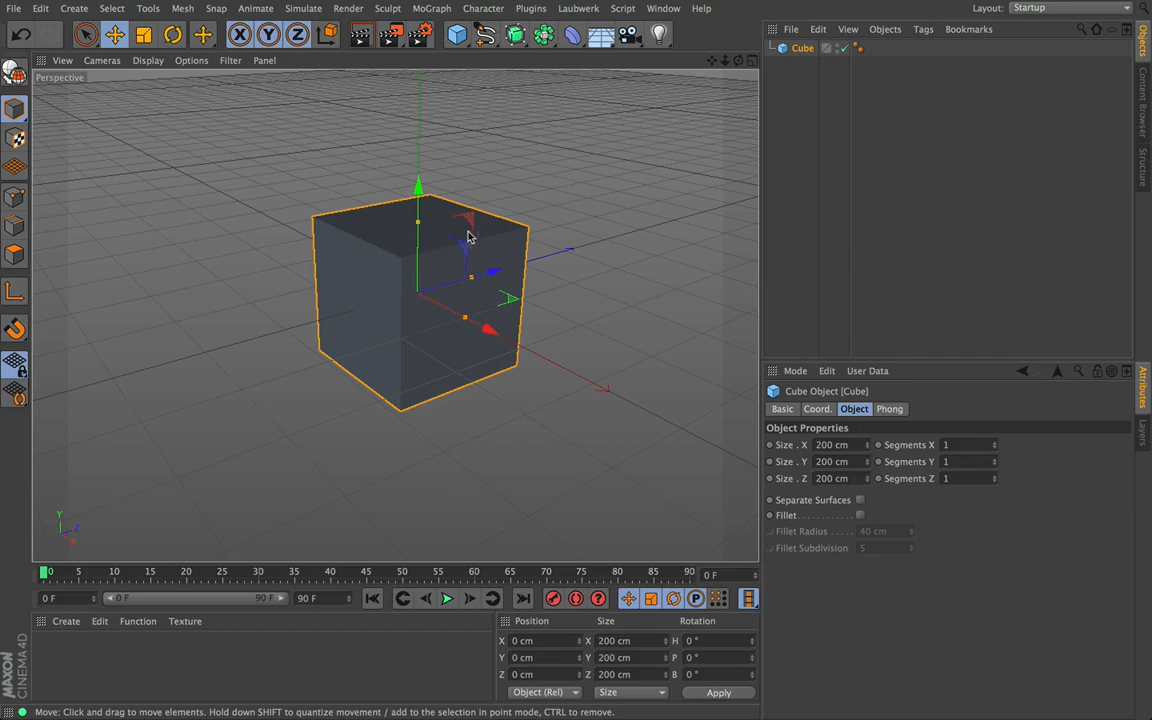 File Edit Create Select Tools Mesh Snap Animate Simulate Render Sculpt MoGraph Character Plugins Laubwerk Script Window Help Layout: Startup
File Edit View Objects Tags Bookmarks
View Cameras Display Options Filter Panel
Perspective
Cube
X Y Z
Objects
Content Browser
Structure
Mode Edit User Data
Cube Object [Cube]
Basic Coord. Object Phong
Object Properties
Size . X 200 cm Segments X 1
Size . Y 200 cm Segments Y 1
Size . Z 200 cm Segments Z 1
Separate Surfaces
Fillet
Fillet Radius . . . . . 40 cm
Fillet Subdivision 5
Attributes
Layers
Y
Z
X
0 5 10 15 20 25 30 35 40 45 50 55 60 65 70 75 80 85 90 0 F
0 F 0 F 90 F 90 F P
Create Edit Function Texture
Position Size Rotation
X 0 cm X 200 cm H 0 °
Y 0 cm Y 200 cm P 0 °
Z 0 cm Z 200 cm B 0 °
Object (Rel) Size Apply
MAXON
CINEMA 4D
Move: Click and drag to move elements. Hold down SHIFT to quantize movement / add to the selection in point mode, CTRL to remove.